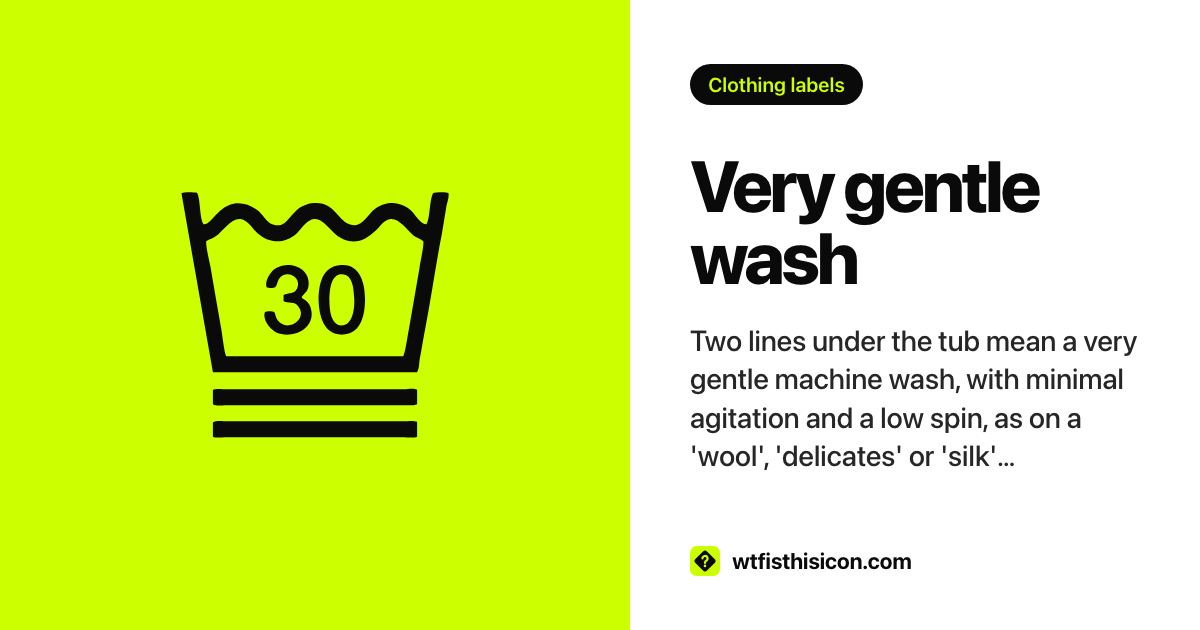 30
Clothing labels
Very gentle
wash
Two lines under the tub mean a very
gentle machine wash, with minimal
agitation and a low spin, as on a
'wool', 'delicates' or 'silk'...
?
wtfisthisicon.com